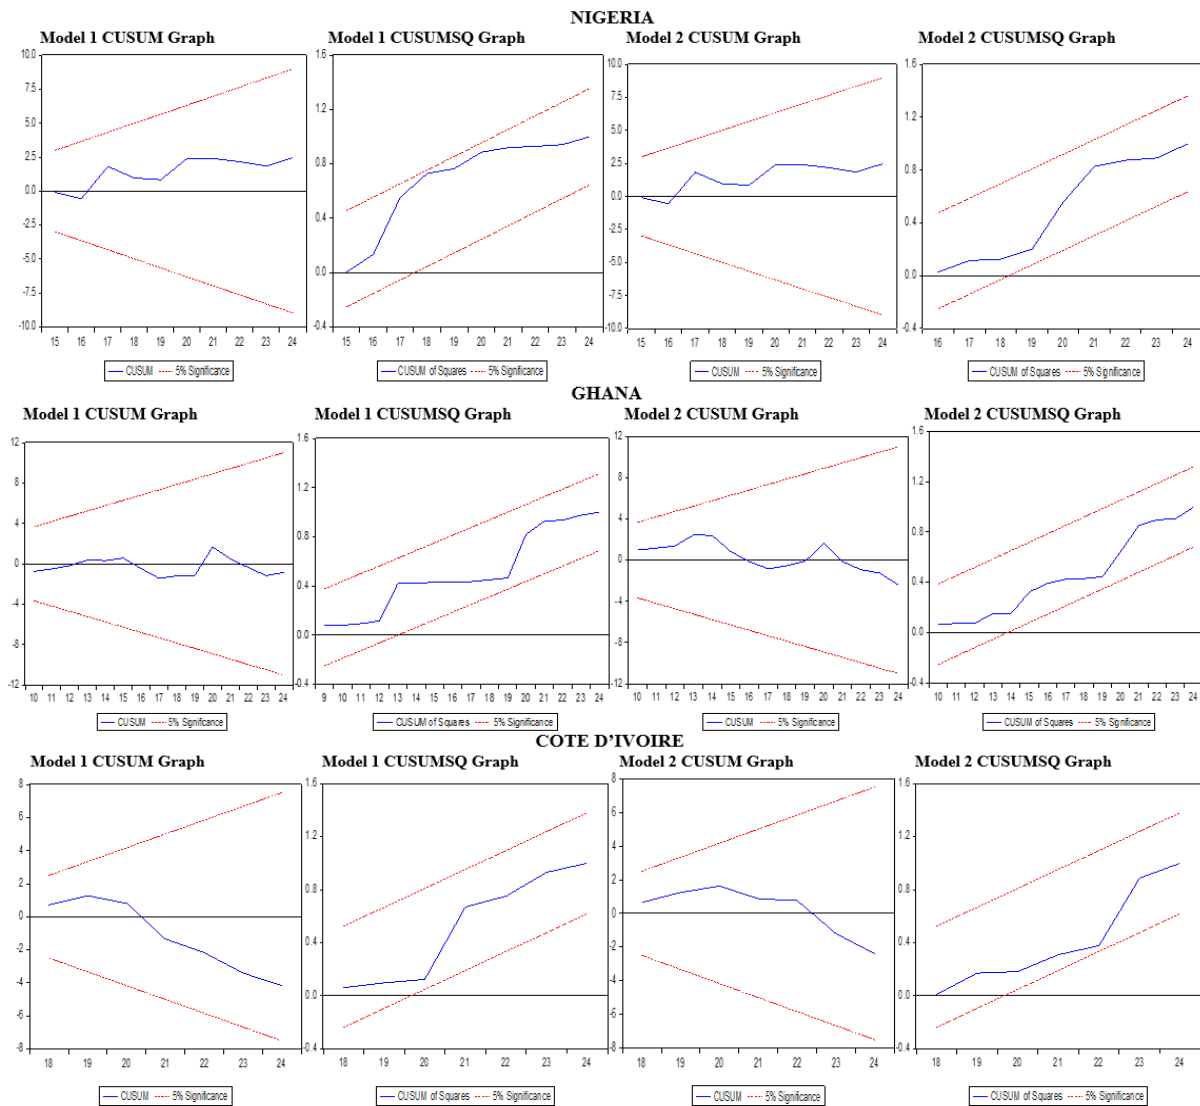 NIGERIA
Model 1 CUSUM Graph
10.0
7.5
5.0
2.5
0.0
-2.5
-5.0
-7.5
-10.0
15 16 17 18 19 20 21 22 23 24
CUSUM 5% Significance
Model 1 CUSUMSQ Graph
1.6
1.2
0.8
0.4
0.0
-0.4
15 16 17 18 19 20 21 22 23 24
CUSUM of Squares 5% Significance
Model 2 CUSUM Graph
10.0
7.5
5.0
2.5
0.0
-2.5
-5.0
-7.5
-10.0
15 16 17 18 19 20 21 22 23 24
CUSUM 5% Significance
Model 2 CUSUMSQ Graph
1.6
1.2
0.8
0.4
0.0
-0.4
16 17 18 19 20 21 22 23 24
CUSUM of Squares 5% Significance
GHANA
Model 1 CUSUM Graph
12
8
4
0
-4
-8
-12
10 11 12 13 14 15 16 17 18 19 20 21 22 23 24
CUSUM 5% Significance
Model 1 CUSUMSQ Graph
1.6
1.2
0.8
0.4
0.0
-0.4
9 10 11 12 13 14 15 16 17 18 19 20 21 22 23 24
CUSUM of Squares 5% Significance
Model 2 CUSUM Graph
12
8
4
0
-4
-8
-12
10 11 12 13 14 15 16 17 18 19 20 21 22 23 24
CUSUM 5% Significance
Model 2 CUSUMSQ Graph
1.6
1.2
0.8
0.4
0.0
-0.4
10 11 12 13 14 15 16 17 18 19 20 21 22 23 24
CUSUM of Squares 5% Significance
COTE D’IVOIRE
Model 1 CUSUM Graph
8
6
4
2
0
-2
-4
-6
-8
18 19 20 21 22 23 24
CUSUM 5% Significance
Model 1 CUSUMSQ Graph
1.6
1.2
0.8
0.4
0.0
-0.4
18 19 20 21 22 23 24
CUSUM of Squares 5% Significance
Model 2 CUSUM Graph
8
6
4
2
0
-2
-4
-6
-8
18 19 20 21 22 23 24
CUSUM 5% Significance
Model 2 CUSUMSQ Graph
1.6
1.2
0.8
0.4
0.0
-0.4
18 19 20 21 22 23 24
CUSUM of Squares 5% Significance